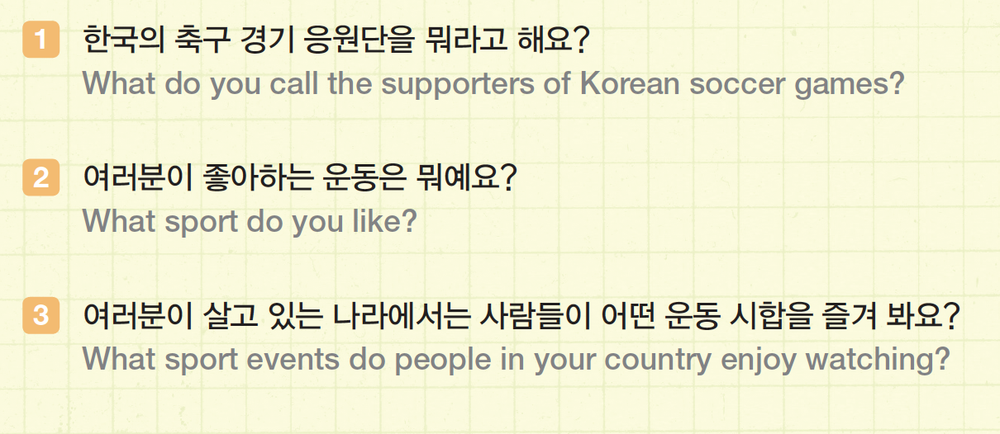 1 한국의 축구 경기 응원단을 뭐라고 해요?
What do you call the supporters of Korean soccer games?
2 여러분이 좋아하는 운동은 뭐예요?
What sport do you like?
3 여러분이 살고 있는 나라에서는 사람들이 어떤 운동 시합을 즐겨 봐요?
What sport events do people in your country enjoy watching?